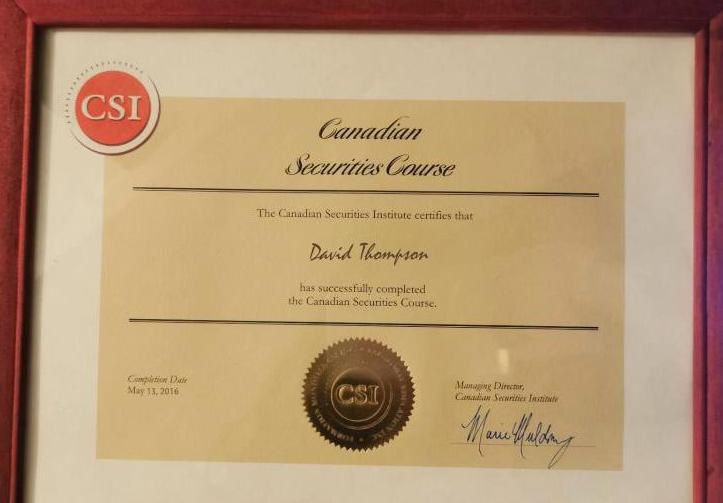 CSI
Canadian
Securities Course
The Canadian Securities Institute certifies that
David Thompson
has successfully completed
the Canadian Securities Course.
Completion Date
May 13, 2016
CSI
Managing Director,
Canadian Securities Institute